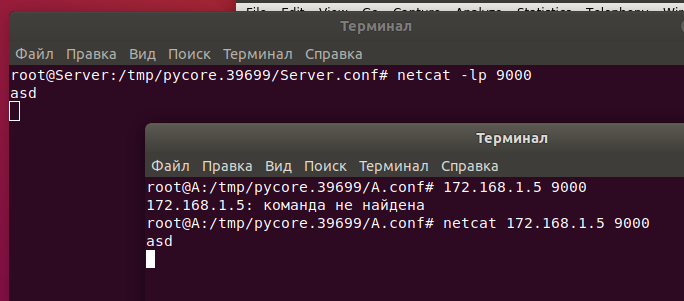 File Edit View Go Capture Analyze Statistics Telephony
Терминал
Файл Правка Вид Поиск Терминал Справка
root@Server:/tmp/pycore.39699/Server.conf# netcat -lp 9000
asd
Терминал
Файл Правка Вид Поиск Терминал Справка
root@A:/tmp/pycore.39699/A.conf# 172.168.1.5 9000
172.168.1.5: команда не найдена
root@A:/tmp/pycore.39699/A.conf# netcat 172.168.1.5 9000
asd